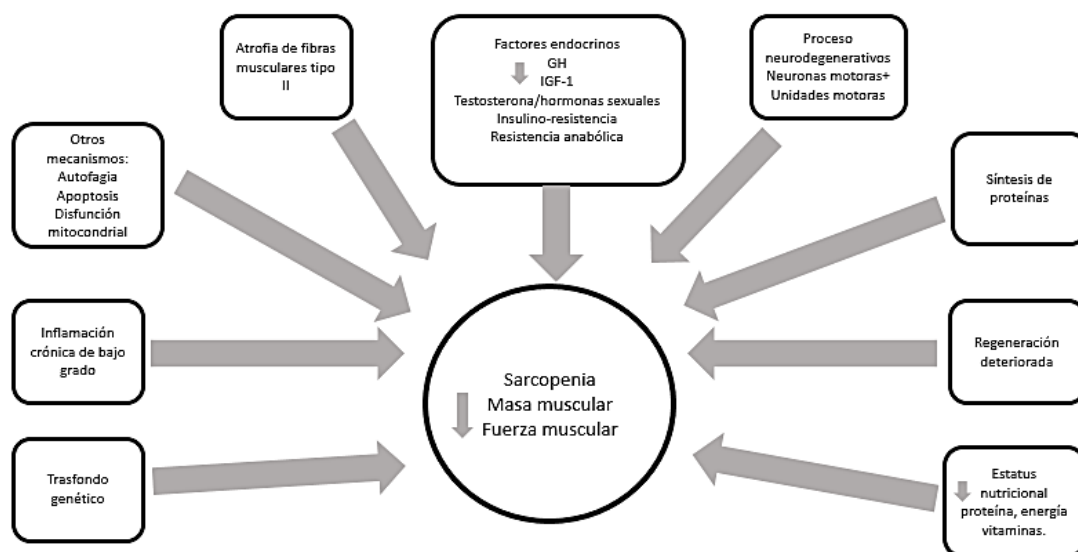 Atrofia de fibras
musculares tipo
II
Factores endocrinos
GH
IGF-1
Testosterona/hormonas sexuales
Insulino-resistencia
Resistencia anabólica
Proceso
neurodegenerativos
Neuronas motoras+
Unidades motoras
Otros
mecanismos:
Autofagia
Apoptosis
Disfunción
mitocondrial
Síntesis de
proteínas
Inflamación
crónica de bajo
grado
Regeneración
deteriorada
Sarcopenia
Masa muscular
Fuerza muscular
Trasfondo
genético
Estatus
nutricional
proteína, energía
vitaminas.